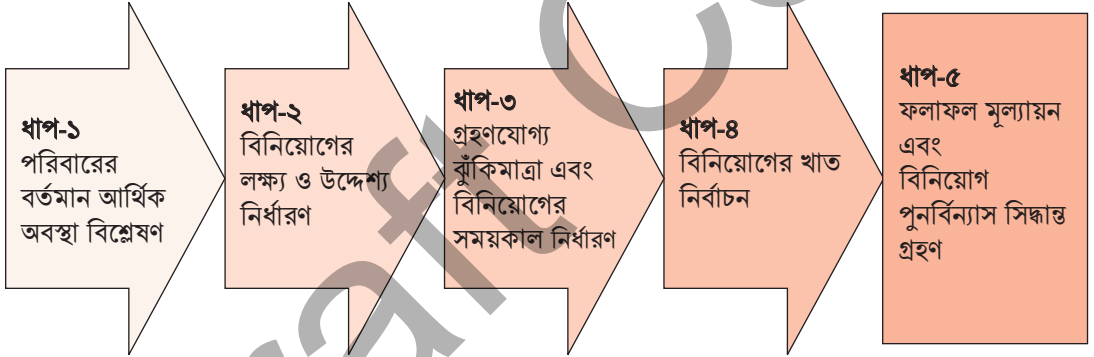 ধাপ-১
পরিবারের
বর্তমান আর্থিক
অবস্থা বিশ্লেষণ
ধাপ-২
বিনিয়োগের
লক্ষ্য ও উদ্দেশ্য
নির্ধারণ
ধাপ-৩
গ্রহণযোগ্য
ঝুঁকিমাত্রা এবং
বিনিয়োগের
সময়কাল নির্ধারণ
ধাপ-৪
বিনিয়োগের খাত
নির্বাচন
ধাপ-৫
ফলাফল মূল্যায়ন
এবং
বিনিয়োগ
পুনর্বিন্যাস সিদ্ধান্ত
গ্রহণ